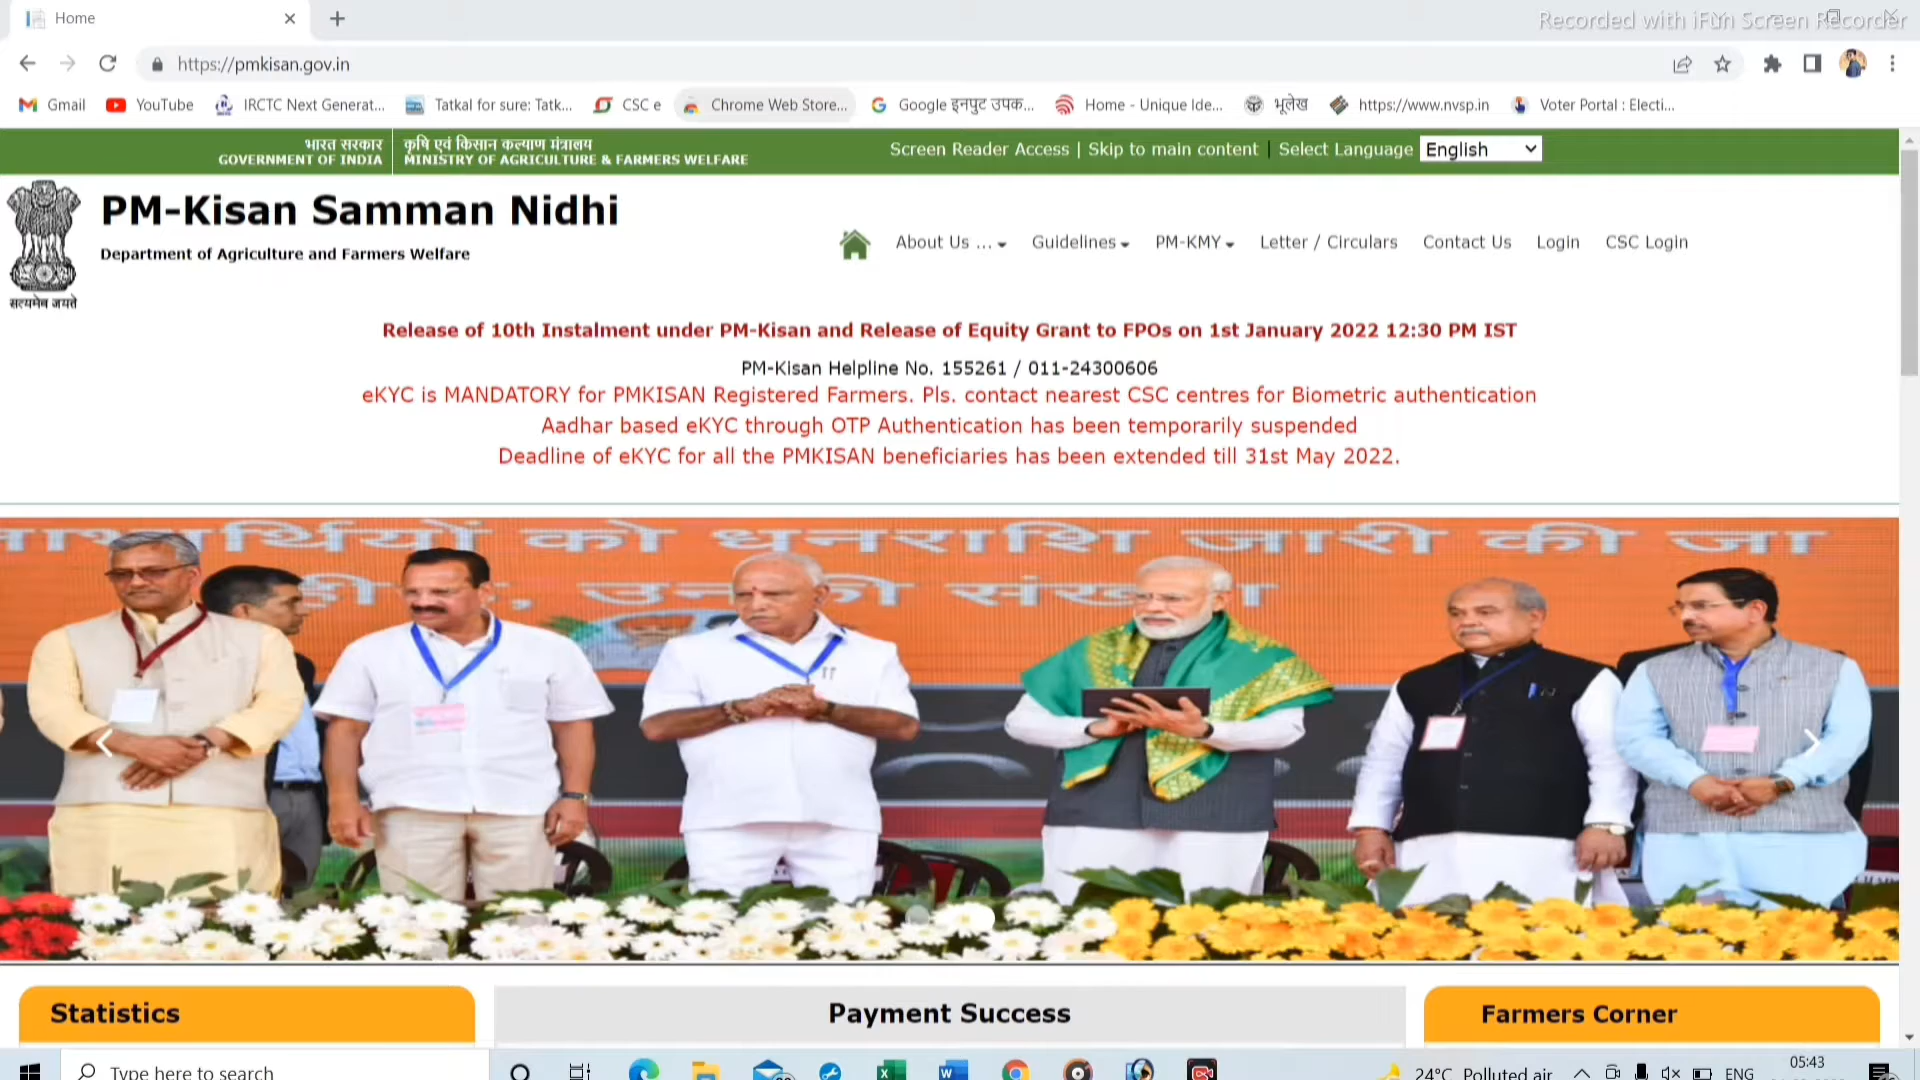 Home
Recorded with iFun Screen Recorder
https://pmkisan.gov.in
Gmail
YouTube
IRCTC Next Generat...
Tatkal for sure: Tatk...
CSC e
Chrome Web Store...
Google इनपुट उपक...
Home - Unique Ide...
भूलेख
https://www.nvsp.in
Voter Portal : Electi...
भारत सरकार
GOVERNMENT OF INDIA
कृषि एवं किसान कल्याण मंत्रालय
MINISTRY OF AGRICULTURE & FARMERS WELFARE
Screen Reader Access | Skip to main content | Select Language English
PM-Kisan Samman Nidhi
Department of Agriculture and Farmers Welfare
सत्यमेव जयते
About Us ... Guidelines PM-KMY Letter / Circulars Contact Us Login CSC Login
Release of 10th Instalment under PM-Kisan and Release of Equity Grant to FPOs on 1st January 2022 12:30 PM IST
PM-Kisan Helpline No. 155261 / 011-24300606
eKYC is MANDATORY for PMKISAN Registered Farmers. Pls. contact nearest CSC centres for Biometric authentication
Aadhar based eKYC through OTP Authentication has been temporarily suspended
Deadline of eKYC for all the PMKISAN beneficiaries has been extended till 31st May 2022.
को धनराशि जारी की जा
Statistics
Payment Success
Farmers Corner
Type here to search
24°C Polluted air
ENG
05:43